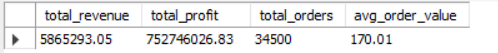 total_revenue total_profit total_orders avg_order_value
5865293.05 752746026.83 34500 170.01